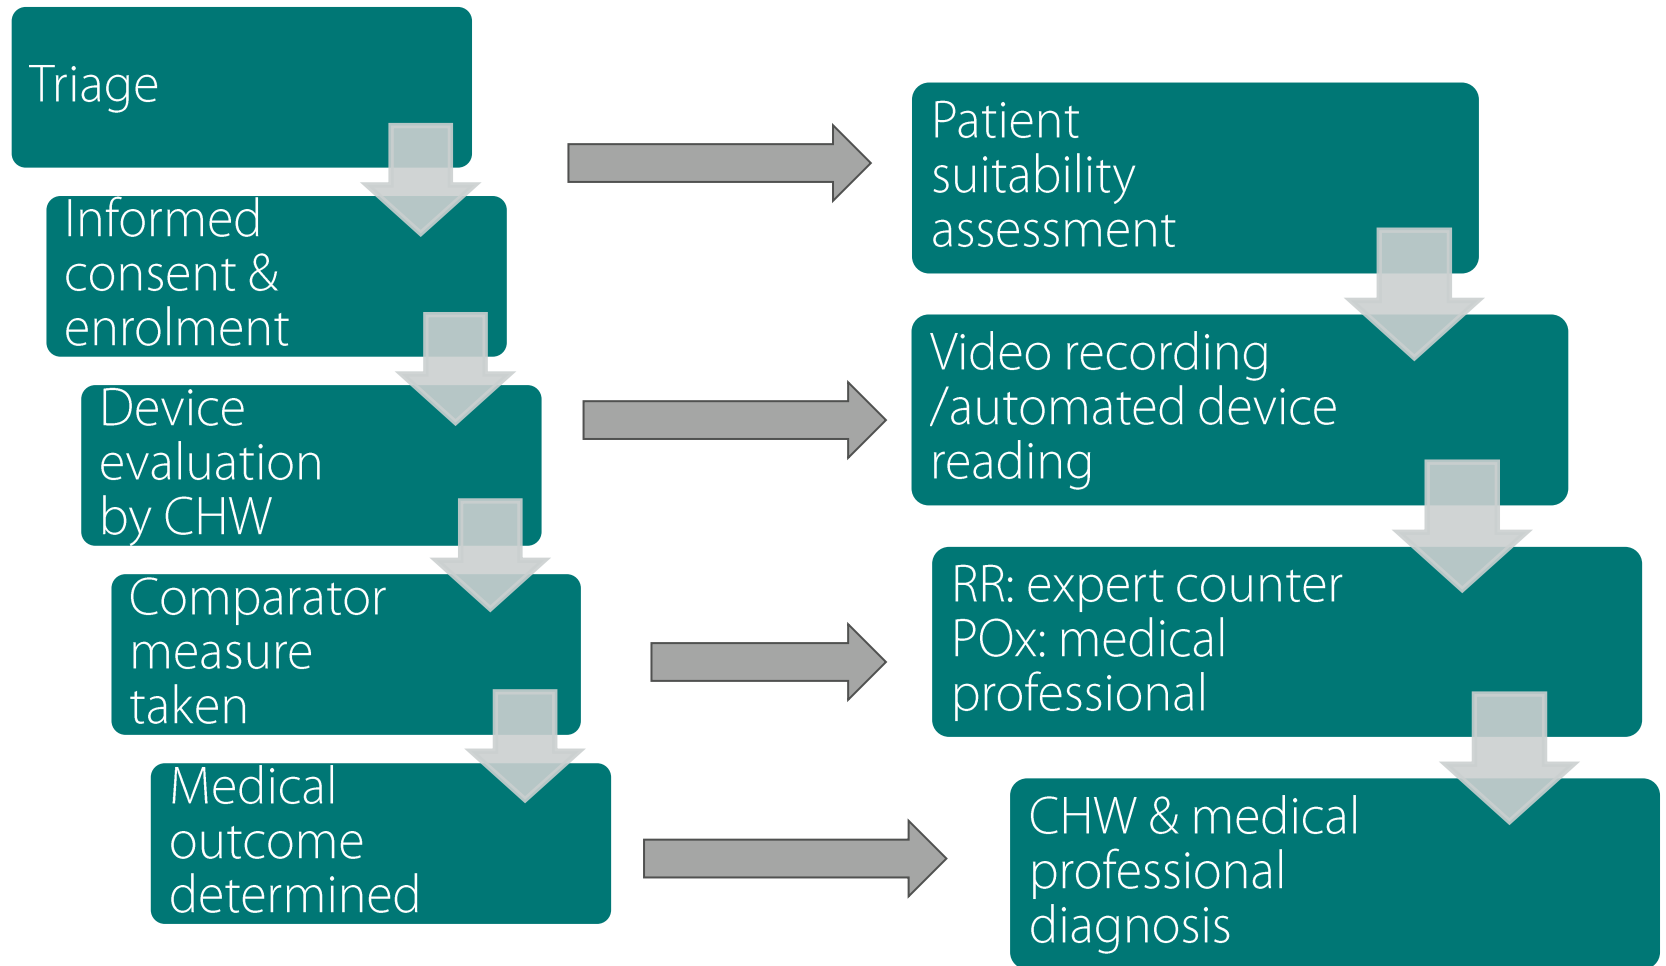 Triage
Informed
consent &
enrolment
Device
evaluation
by CHW
Comparator
measure
taken
Medical
outcome
determined
Patient
suitability
assessment
Video recording
/automated device
reading
RR: expert counter
POx: medical
professional
CHW & medical
professional
diagnosis